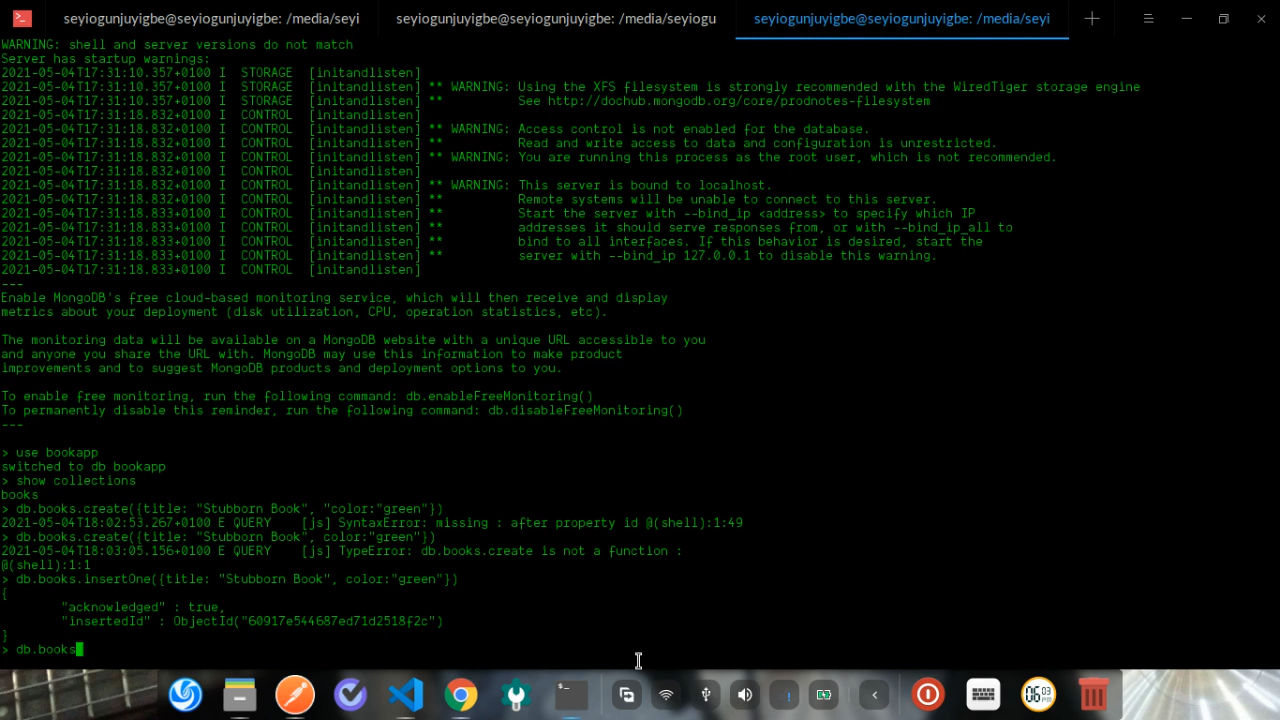 seyiogunjuyigbe@seyiogunjuyigbe: /media/seyi
seyiogunjuyigbe@seyiogunjuyigbe: /media/seyiogu
seyiogunjuyigbe@seyiogunjuyigbe: /media/seyi
WARNING: shell and server versions do not match
Server has startup warnings:
2021-05-04T17:31:10.357+0100 I  STORAGE  [initandlisten]
2021-05-04T17:31:10.357+0100 I  STORAGE  [initandlisten] ** WARNING: Using the XFS filesystem is strongly recommended with the WiredTiger storage engine
2021-05-04T17:31:10.357+0100 I  STORAGE  [initandlisten] **          See http://dochub.mongodb.org/core/prodnotes-filesystem
2021-05-04T17:31:18.832+0100 I  CONTROL  [initandlisten]
2021-05-04T17:31:18.832+0100 I  CONTROL  [initandlisten] ** WARNING: Access control is not enabled for the database.
2021-05-04T17:31:18.832+0100 I  CONTROL  [initandlisten] **          Read and write access to data and configuration is unrestricted.
2021-05-04T17:31:18.832+0100 I  CONTROL  [initandlisten] ** WARNING: You are running this process as the root user, which is not recommended.
2021-05-04T17:31:18.832+0100 I  CONTROL  [initandlisten]
2021-05-04T17:31:18.832+0100 I  CONTROL  [initandlisten] ** WARNING: This server is bound to localhost.
2021-05-04T17:31:18.832+0100 I  CONTROL  [initandlisten] **          Remote systems will be unable to connect to this server.
2021-05-04T17:31:18.833+0100 I  CONTROL  [initandlisten] **          Start the server with --bind_ip <address> to specify which IP
2021-05-04T17:31:18.833+0100 I  CONTROL  [initandlisten] **          addresses it should serve responses from, or with --bind_ip_all to
2021-05-04T17:31:18.833+0100 I  CONTROL  [initandlisten] **          bind to all interfaces. If this behavior is desired, start the
2021-05-04T17:31:18.833+0100 I  CONTROL  [initandlisten] **          server with --bind_ip 127.0.0.1 to disable this warning.
2021-05-04T17:31:18.833+0100 I  CONTROL  [initandlisten]
---
Enable MongoDB's free cloud-based monitoring service, which will then receive and display
metrics about your deployment (disk utilization, CPU, operation statistics, etc).
The monitoring data will be available on a MongoDB website with a unique URL accessible to you
and anyone you share the URL with. MongoDB may use this information to make product
improvements and to suggest MongoDB products and deployment options to you.
To enable free monitoring, run the following command: db.enableFreeMonitoring()
To permanently disable this reminder, run the following command: db.disableFreeMonitoring()
---
> use bookapp
switched to db bookapp
> show collections
books
> db.books.create({title: "Stubborn Book", "color:"green"})
2021-05-04T18:02:53.267+0100 E QUERY    [js] SyntaxError: missing : after property id @(shell):1:49
> db.books.create({title: "Stubborn Book", color:"green"})
2021-05-04T18:03:05.156+0100 E QUERY    [js] TypeError: db.books.create is not a function :
@(shell):1:1
> db.books.insertOne({title: "Stubborn Book", color:"green"})
{
"acknowledged" : true,
"insertedId" : ObjectId("60917e544687ed71d2518f2c")
}
> db.books